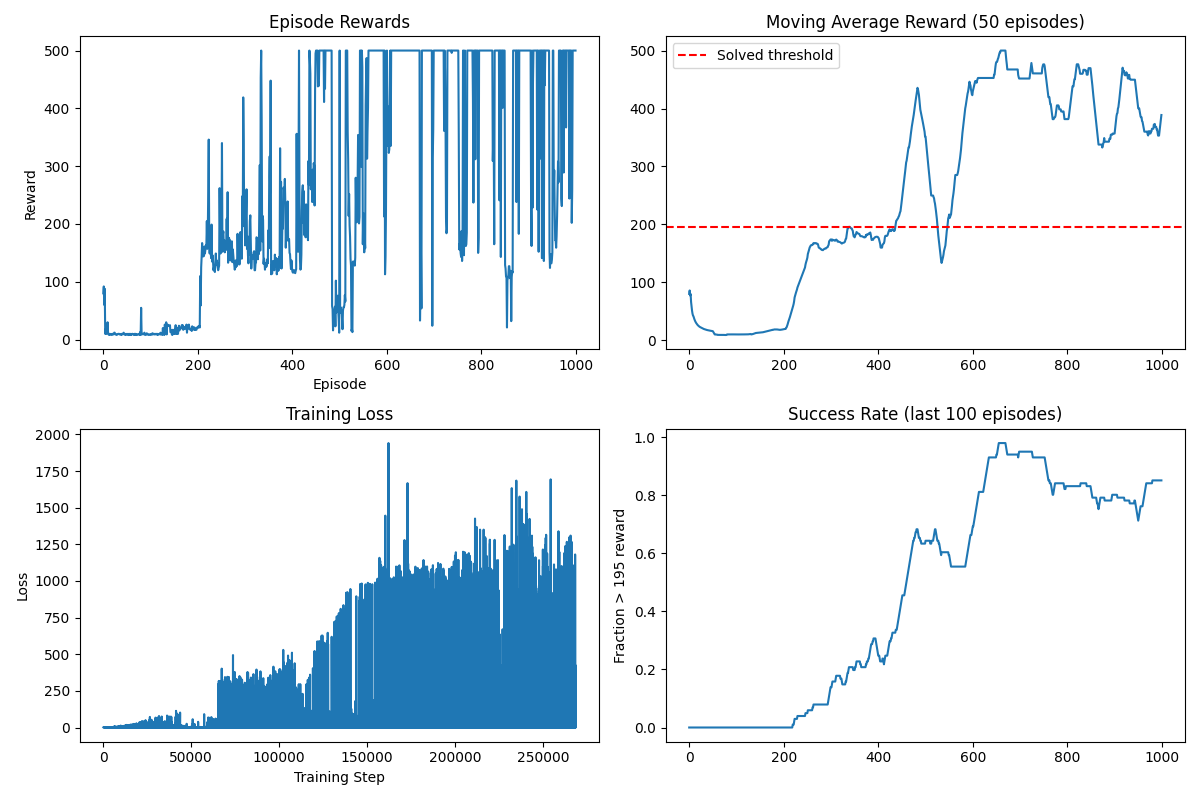 Episode Rewards
Reward
500
400
300
200
100
0
0 200 400 600 800 1000
Episode
Moving Average Reward (50 episodes)
Solved threshold
500
400
300
200
100
0
0 200 400 600 800 1000
Training Loss
Loss
2000
1750
1500
1250
1000
750
500
250
0
0 50000 100000 150000 200000 250000
Training Step
Success Rate (last 100 episodes)
Fraction > 195 reward
1.0
0.8
0.6
0.4
0.2
0.0
0 200 400 600 800 1000